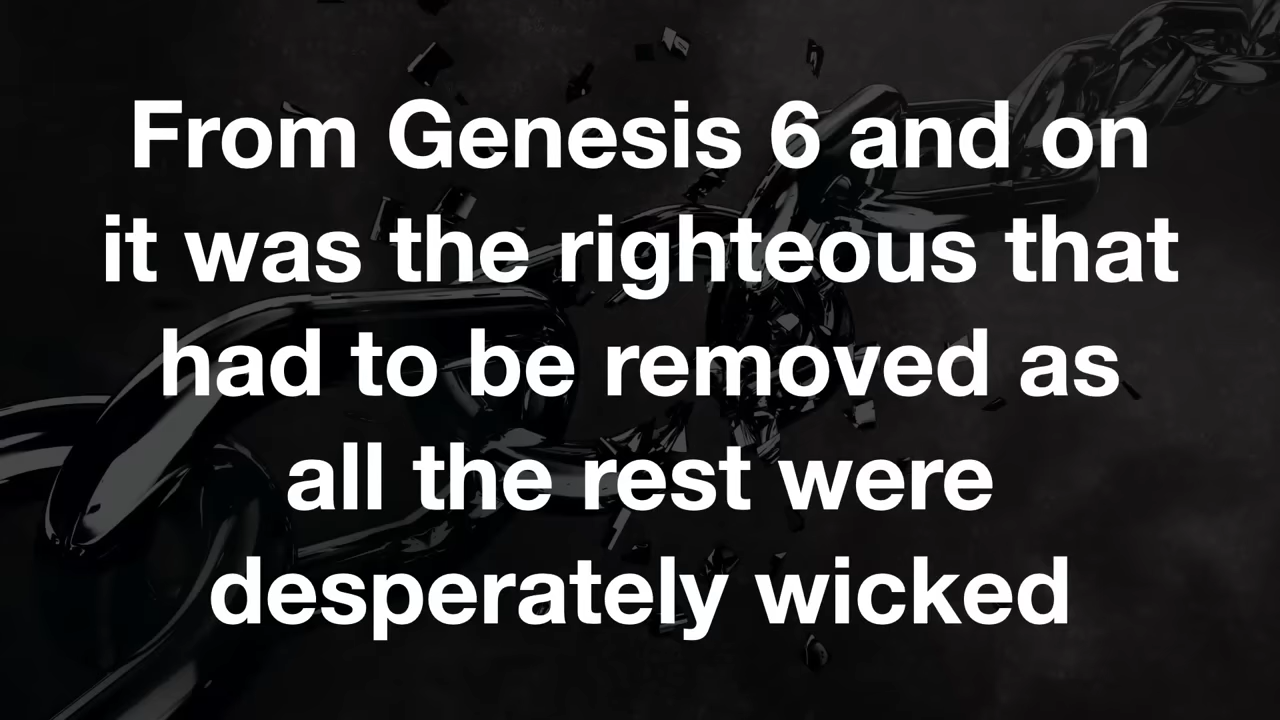 From Genesis 6 and on
it was the righteous that
had to be removed as
all the rest were
desperately wicked